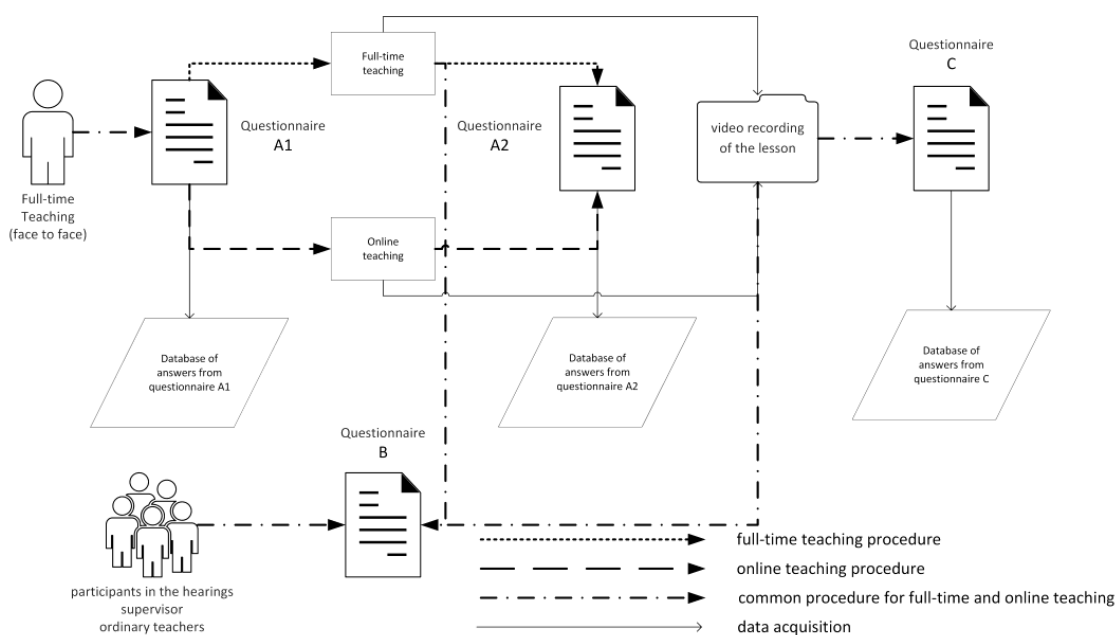 Full-time
teaching
Questionnaire
C
Questionnaire
A1
Questionnaire
A2
video recording
of the lesson
Full-time
Teaching
(face to face)
Online
teaching
Database of
answers from
questionnaire A1
Database of
answers from
questionnaire A2
Database of
answers from
questionnaire C
Questionnaire
B
participants in the hearings
supervisor
ordinary teachers
full-time teaching procedure
online teaching procedure
common procedure for full-time and online teaching
data acquisition